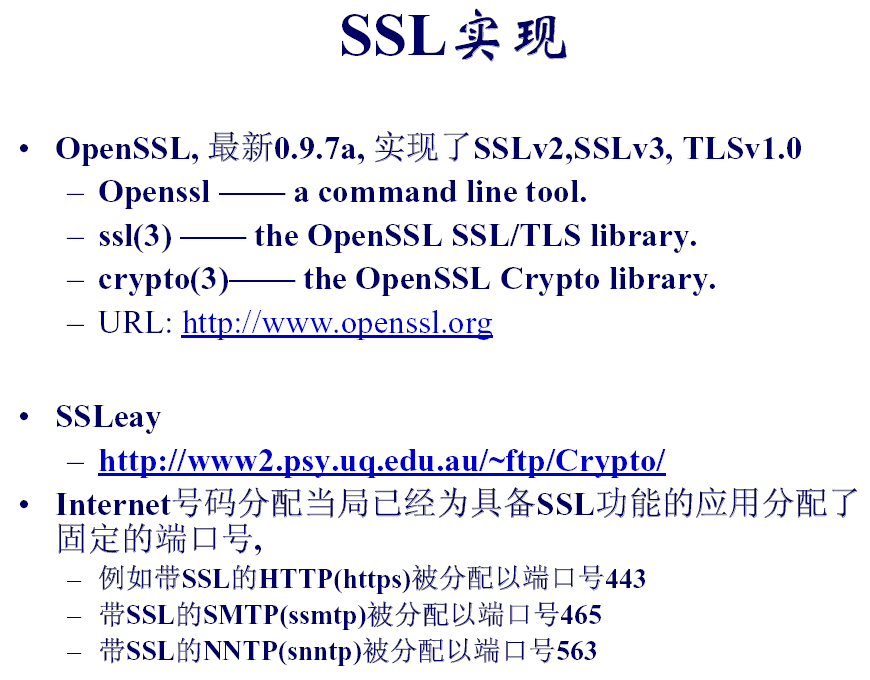 SSL实现
• OpenSSL, 最新0.9.7a, 实现了SSLv2,SSLv3, TLSv1.0
– Openssl —— a command line tool.
– ssl(3) —— the OpenSSL SSL/TLS library.
– crypto(3)—— the OpenSSL Crypto library.
– URL: http://www.openssl.org
• SSLeay
– http://www2.psy.uq.edu.au/~ftp/Crypto/
• Internet号码分配当局已经为具备SSL功能的应用分配了
固定的端口号,
– 例如带SSL的HTTP(https)被分配以端口号443
– 带SSL的SMTP(ssmtp)被分配以端口号465
– 带SSL的NNTP(snntp)被分配以端口号563